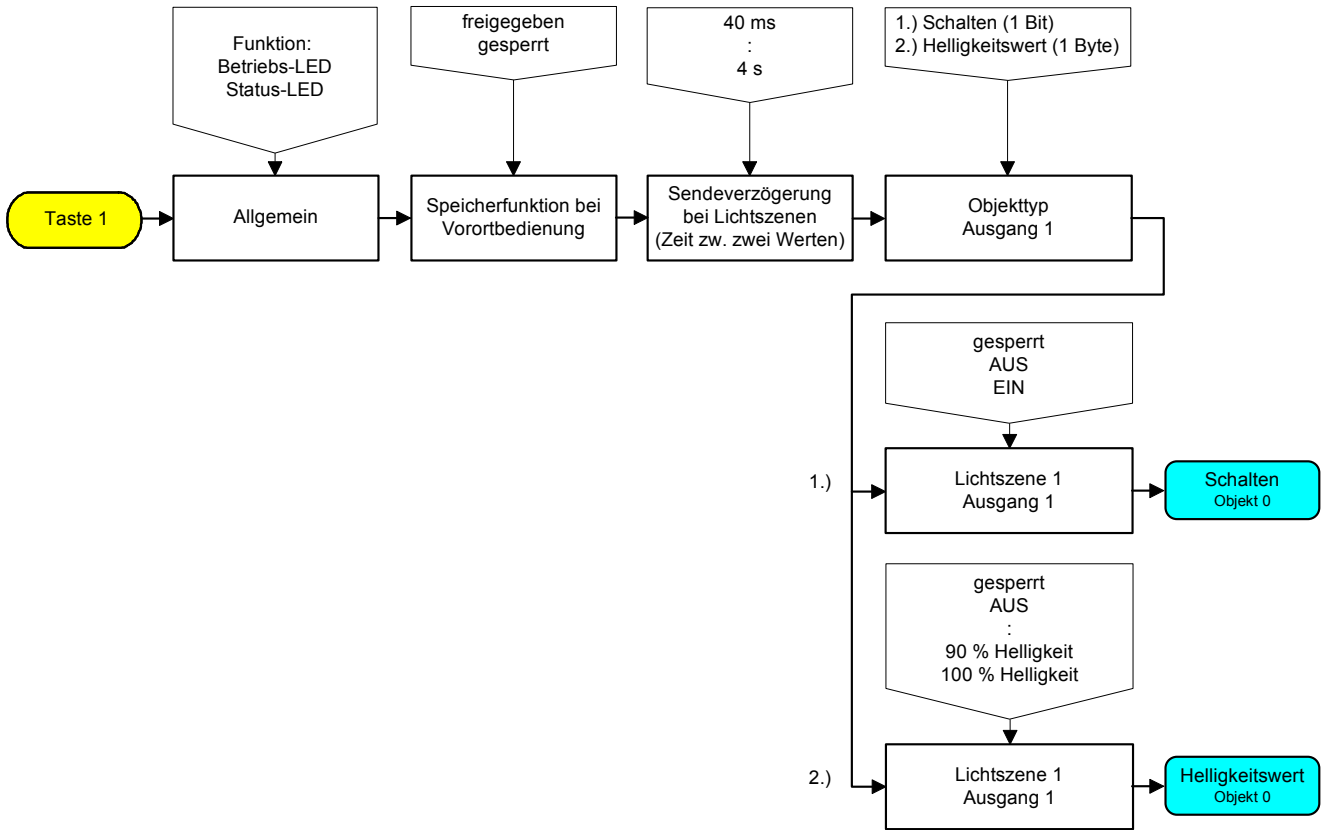 Funktion:
Betriebs-LED
Status-LED
freigegeben
gesperrt
40 ms
:
4 s
1.) Schalten (1 Bit)
2.) Helligkeitswert (1 Byte)
Taste 1
Allgemein
Speicherfunktion bei
Vorortbedienung
Sendeverzögerung
bei Lichtszenen
(Zeit zw. zwei Werten)
Objekttyp
Ausgang 1
gesperrt
AUS
EIN
1.)
Lichtszene 1
Ausgang 1
Schalten
Objekt 0
gesperrt
AUS
:
90 % Helligkeit
100 % Helligkeit
2.)
Lichtszene 1
Ausgang 1
Helligkeitswert
Objekt 0